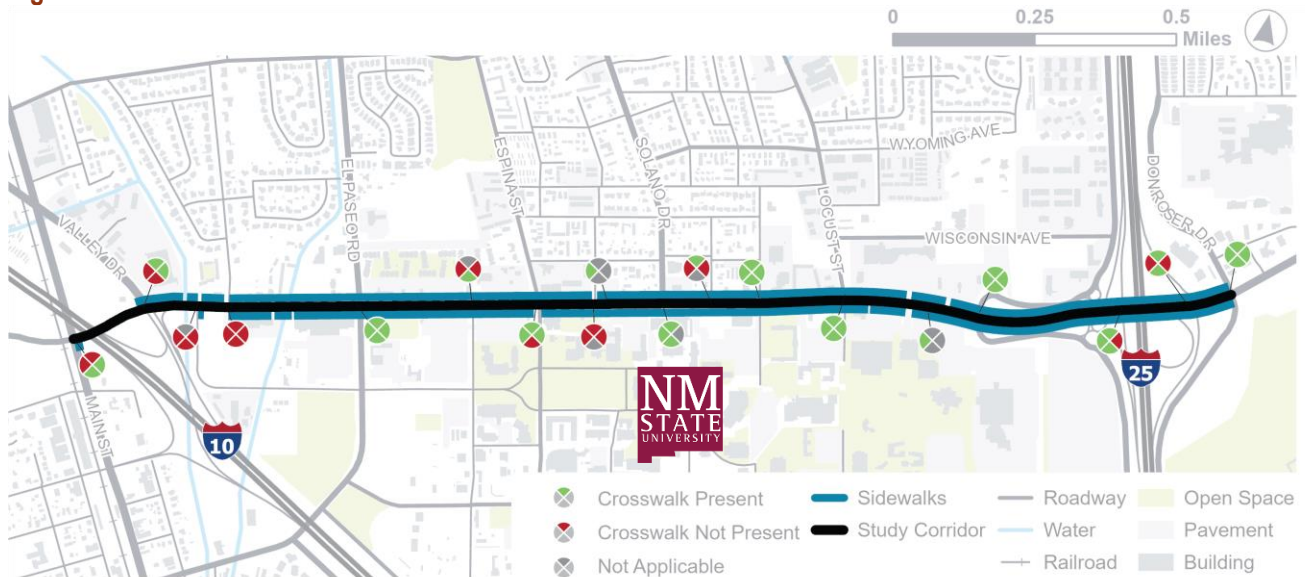 0 0.25 0.5
Miles
WYOMING AVE
ESPINA ST
SOLANO DR
EL PASEO RD
DONROSER DR
LOCUST ST
VALLEY DR
WISCONSIN AVE
25
MAIN ST
NM
STATE
UNIVERSITY
10
Crosswalk Present Sidewalks Roadway Open Space
Crosswalk Not Present Study Corridor Water Pavement
Not Applicable Railroad Building